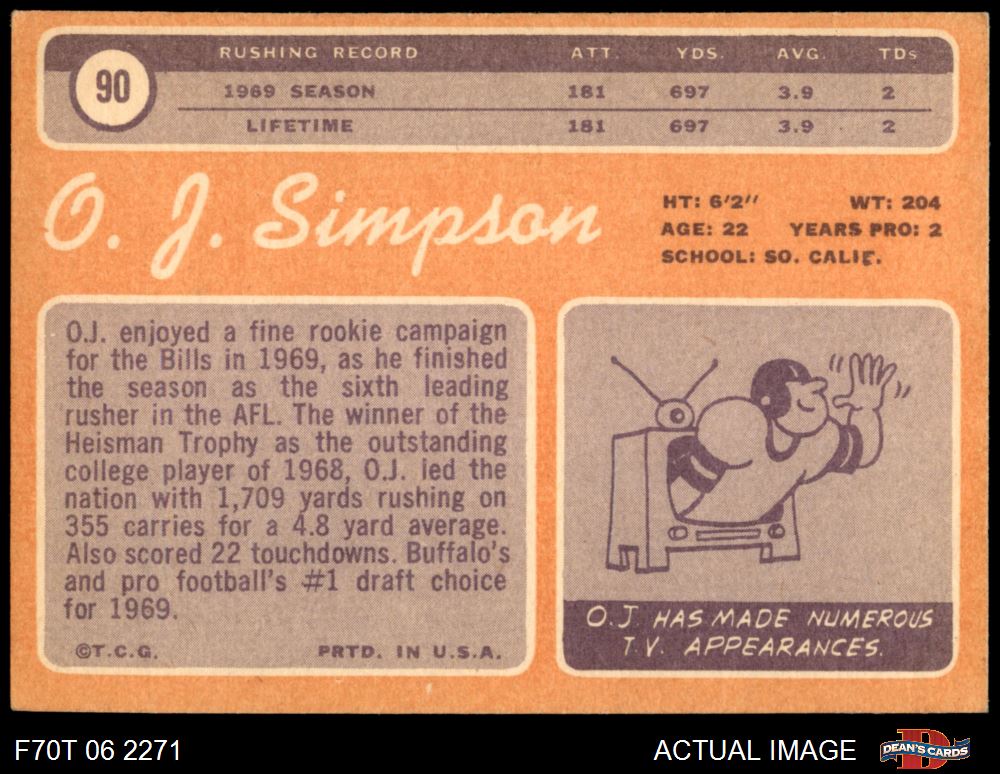 90
RUSHING RECORD ATT. YDS. AVG. TDs
1969 SEASON 181 697 3.9 2
LIFETIME 181 697 3.9 2
O. J. Simpson
HT: 6'2" WT: 204
AGE: 22 YEARS PRO: 2
SCHOOL: SO. CALIF.
O.J. enjoyed a fine rookie campaign
for the Bills in 1969, as he finished
the season as the sixth leading
rusher in the AFL. The winner of the
Heisman Trophy as the outstanding
college player of 1968, O.J. led the
nation with 1,709 yards rushing on
355 carries for a 4.8 yard average.
Also scored 22 touchdowns. Buffalo's
and pro football's #1 draft choice
for 1969.
©T.C.G. PRTD. IN U.S.A.
O.J. HAS MADE NUMEROUS
T.V. APPEARANCES.
F70T 06 2271 ACTUAL IMAGE DEAN'S CARDS